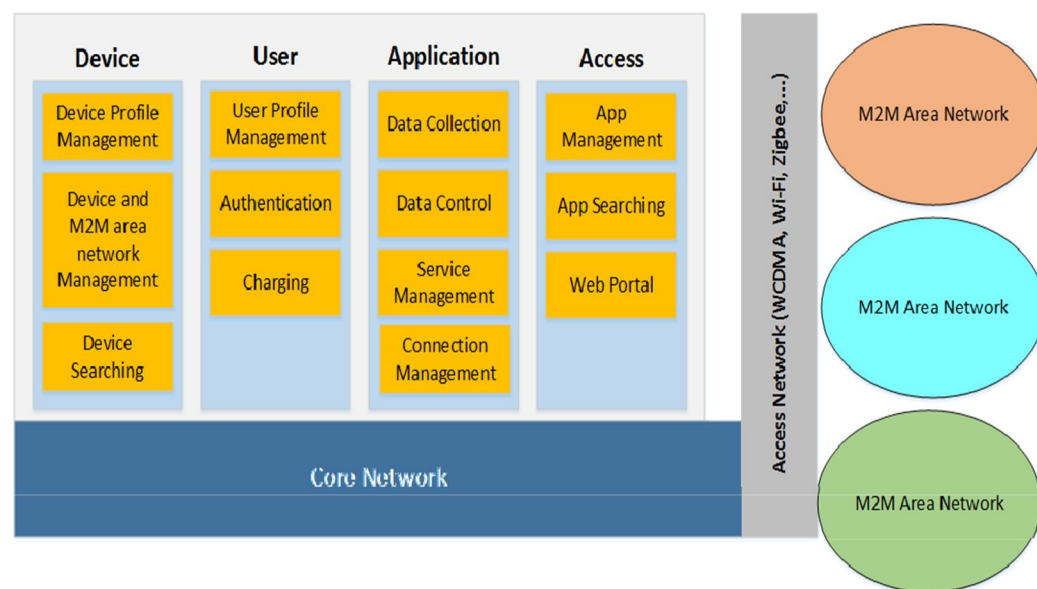 Device
User
Application
Access
Device Profile
Management
Device and
M2M area
network
Management
Device
Searching
User Profile
Management
Authentication
Charging
Data Collection
Data Control
Service
Management
Connection
Management
App
Management
App Searching
Web Portal
Core Network
Access Network (WCDMA, Wi-Fi, Zigbee,...)
M2M Area Network
M2M Area Network
M2M Area Network